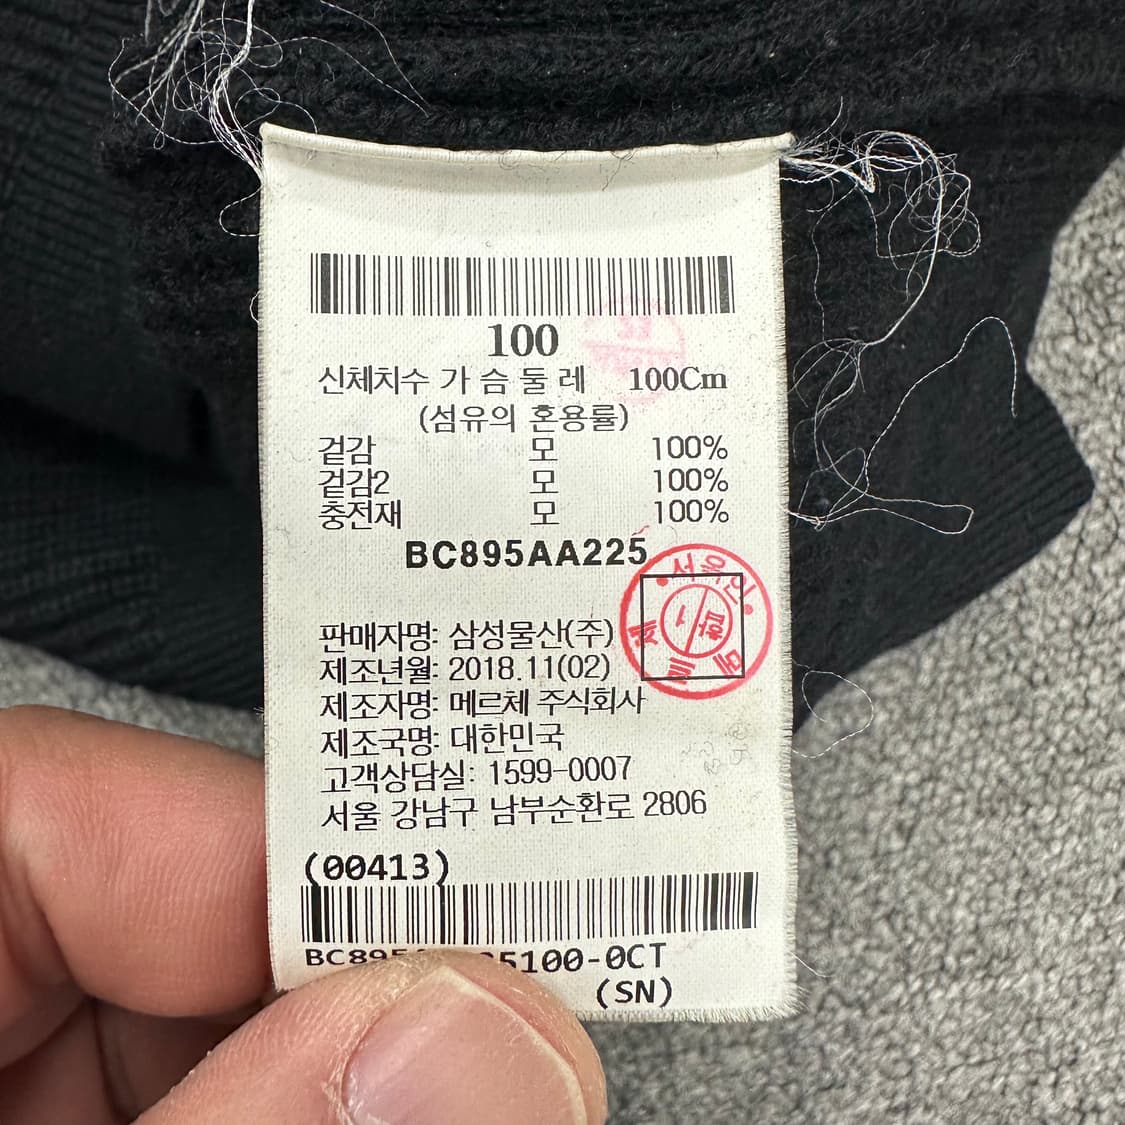 100
신체치수 가 슴 둘 레 100Cm
(섬유의 혼용률)
겉감 모 100%
겉감2 모 100%
충전재 모 100%
BC895AA225
판매자명: 삼성물산(주)
제조년월: 2018.11(02)
제조자명: 메르체 주식회사
제조국명: 대한민국
고객상담실: 1599-0007
서울 강남구 남부순환로 2806
(00413)
5100-0CT
(SN)